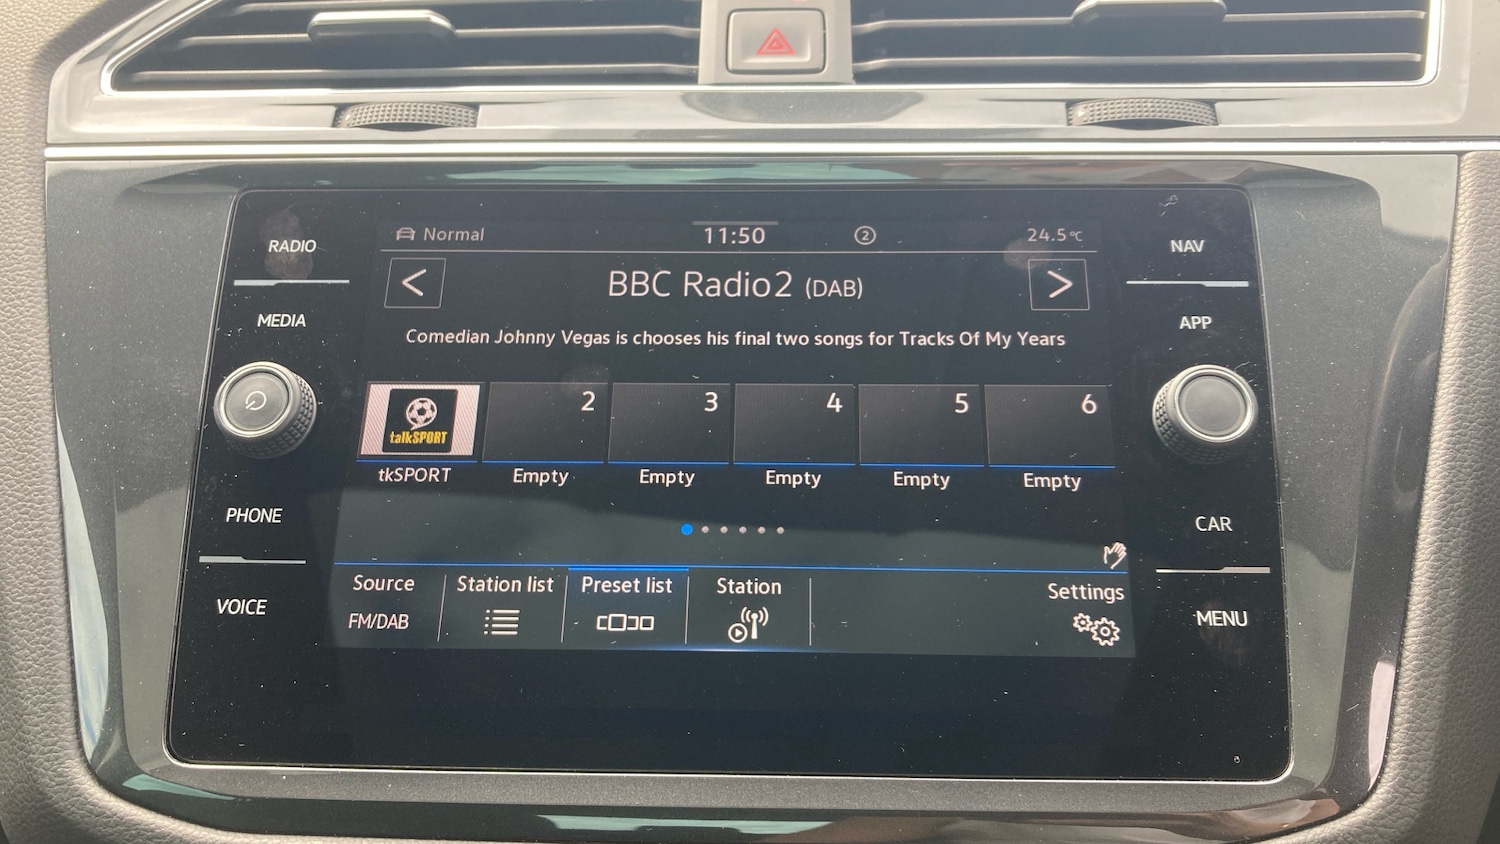 RADIO
MEDIA
PHONE
VOICE
Normal
11:50
2
24.5°C
<
BBC Radio2 (DAB)
>
Comedian Johnny Vegas is chooses his final two songs for Tracks Of My Years
talkSPORT
2
3
4
5
6
tkSPORT
Empty
Empty
Empty
Empty
Empty
Source
FM/DAB
Station list
Preset list
Station
Settings
NAV
APP
CAR
MENU